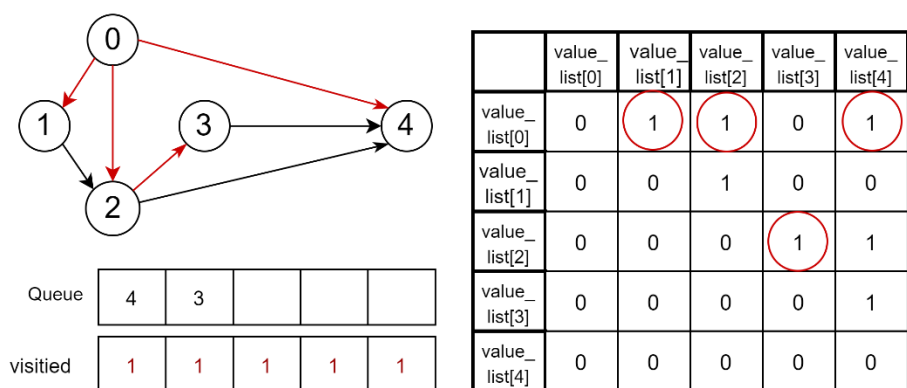 0
1
3
4
2
Queue 4 3
visitied 1 1 1 1 1
value_ value_ value_ value_ value_
list[0] list[1] list[2] list[3] list[4]
value_
list[0] 0 1 1 0 1
value_
list[1] 0 0 1 0 0
value_
list[2] 0 0 0 1 1
value_
list[3] 0 0 0 0 1
value_
list[4] 0 0 0 0 0